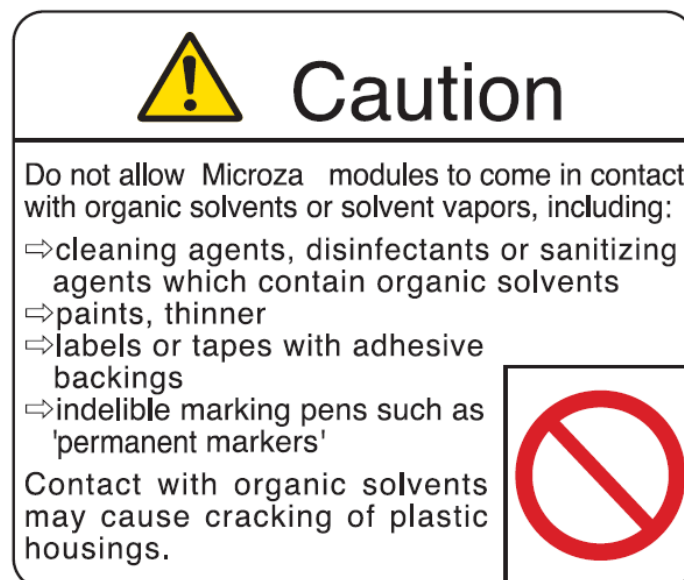 Caution
Do not allow Microza modules to come in contact
with organic solvents or solvent vapors, including:
⇨cleaning agents, disinfectants or sanitizing
agents which contain organic solvents
⇨paints, thinner
⇨labels or tapes with adhesive
backings
⇨indelible marking pens such as
'permanent markers'
Contact with organic solvents
may cause cracking of plastic
housings.